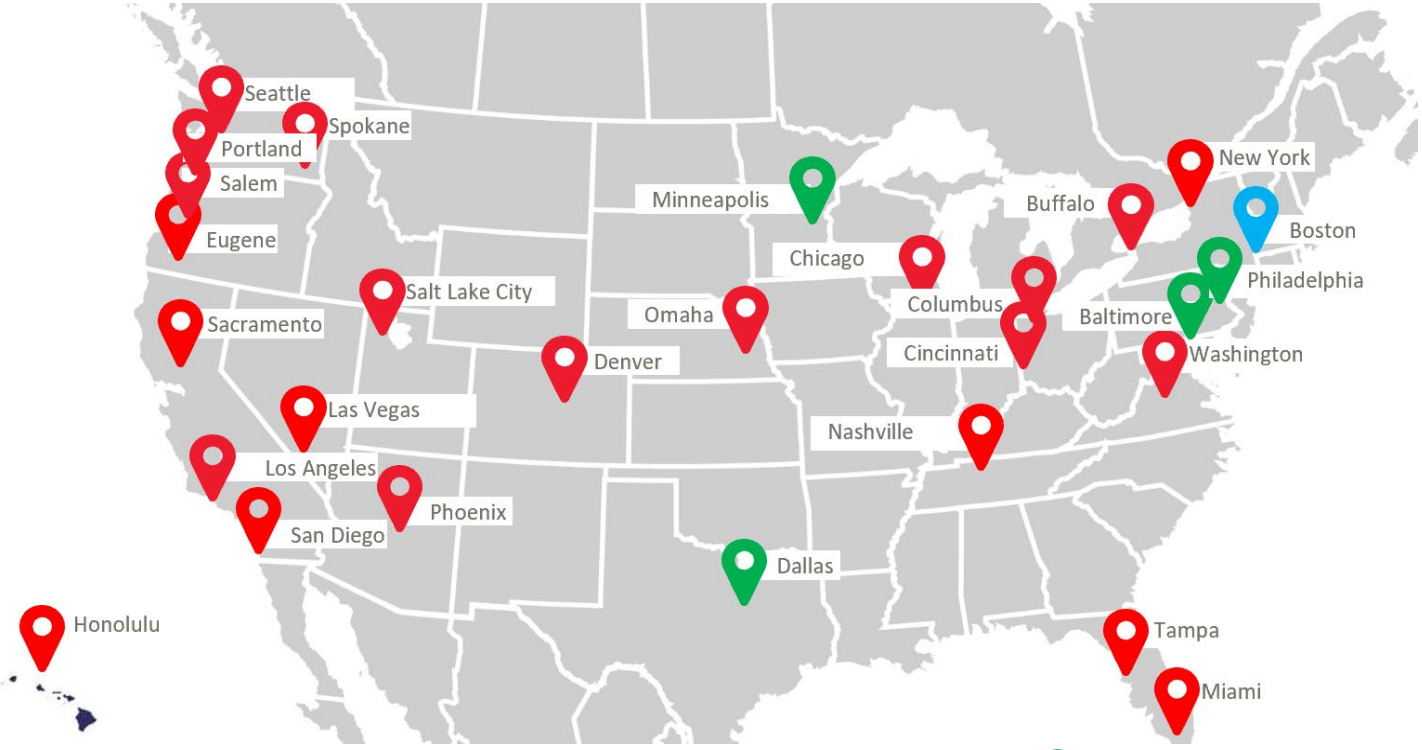 Seattle
Spokane
Portland
New York
Salem
Minneapolis
Buffalo
Boston
Eugene
Chicago
Philadelphia
Salt Lake City
Columbus
Omaha
Baltimore
Sacramento
Cincinnati
Washington
Denver
Las Vegas
Nashville
Los Angeles
Phoenix
San Diego
Dallas
Honolulu
Tampa
Miami